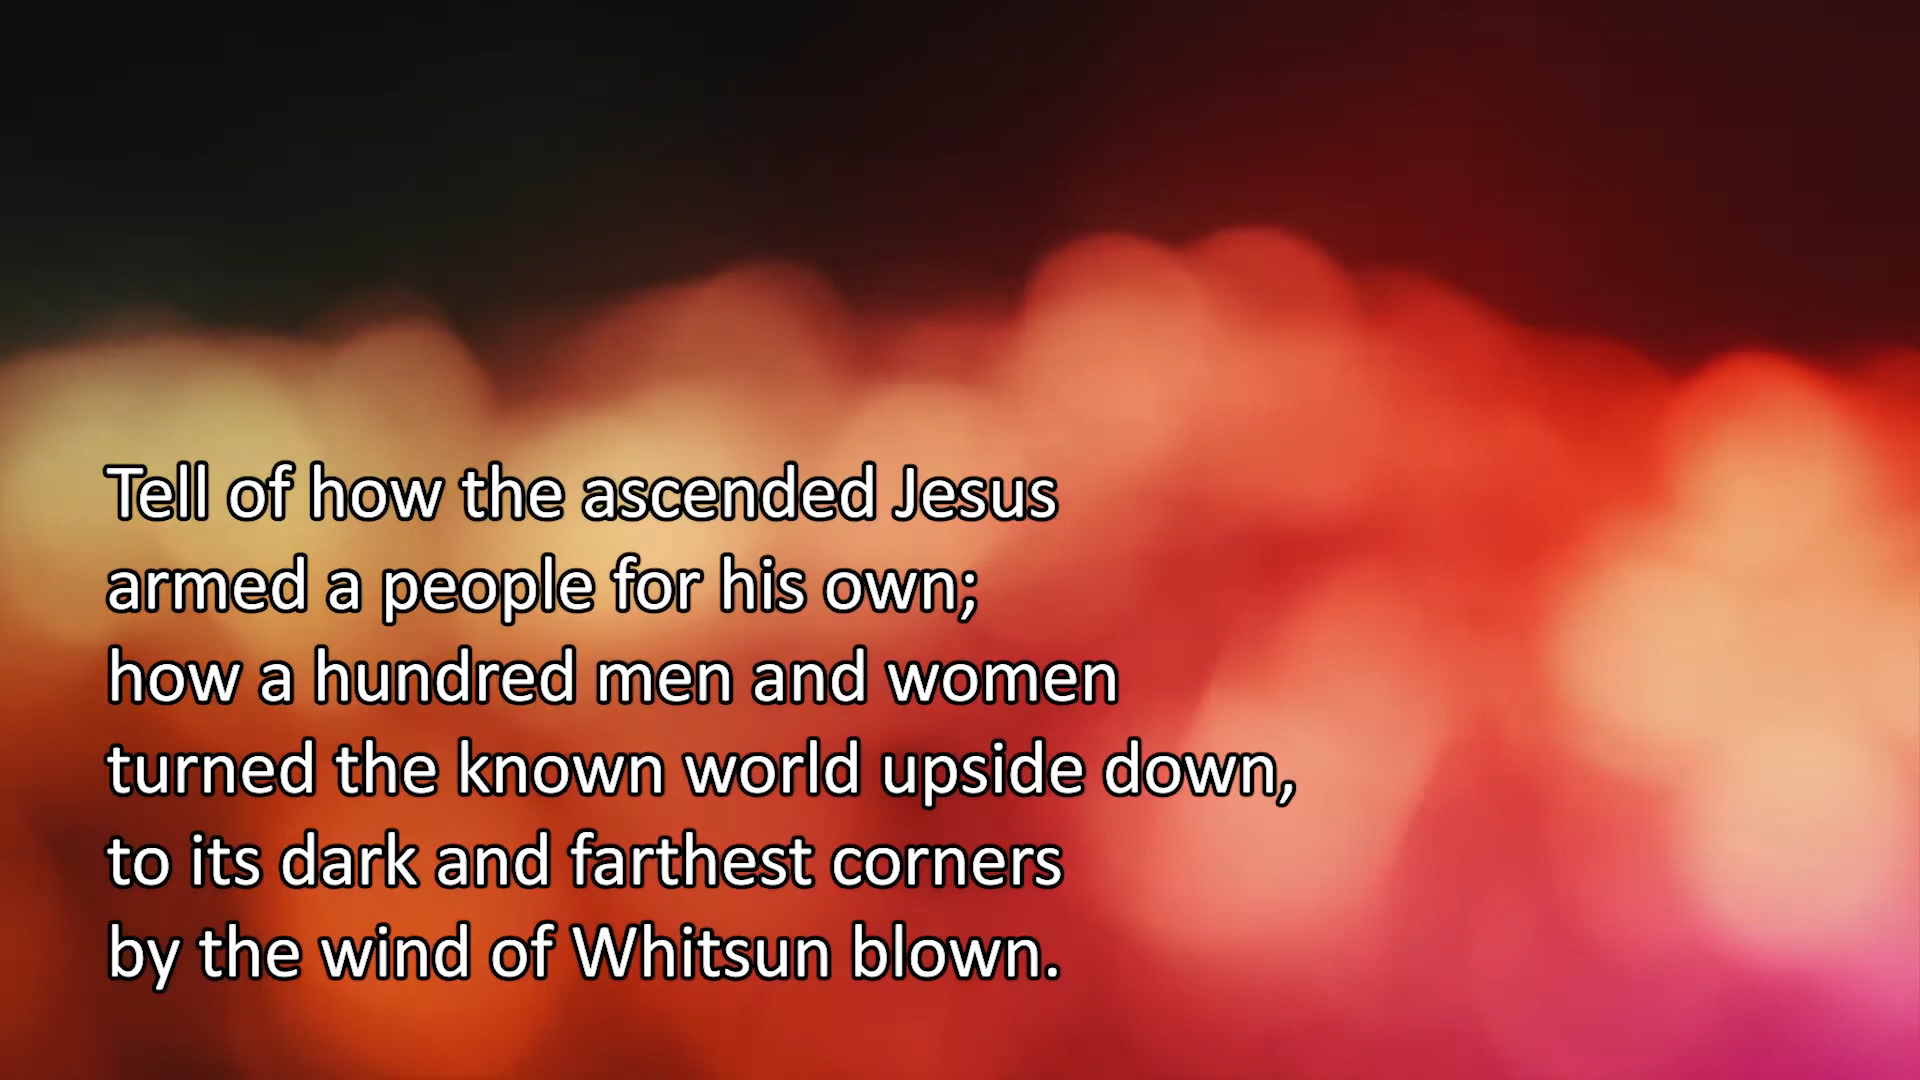 Tell of how the ascended Jesus
armed a people for his own;
how a hundred men and women
turned the known world upside down,
to its dark and farthest corners
by the wind of Whitsun blown.